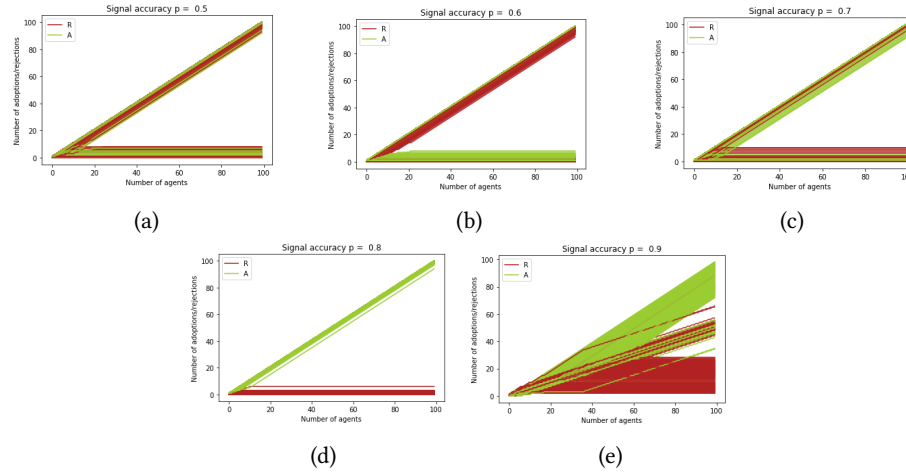 Signal accuracy p = 0.5
Number of adoptions/rejections
100
80
60
40
20
0
R
A
0 20 40 60 80 100
Number of agents
(a)
Signal accuracy p = 0.6
Number of adoptions/rejections
100
80
60
40
20
0
R
A
0 20 40 60 80 100
Number of agents
(b)
Signal accuracy p = 0.7
Number of adoptions/rejections
100
80
60
40
20
0
R
A
0 20 40 60 80 100
Number of agents
(c)
Signal accuracy p = 0.8
Number of adoptions/rejections
100
80
60
40
20
0
R
A
0 20 40 60 80 100
Number of agents
(d)
Signal accuracy p = 0.9
Number of adoptions/rejections
100
80
60
40
20
0
R
A
0 20 40 60 80 100
Number of agents
(e)